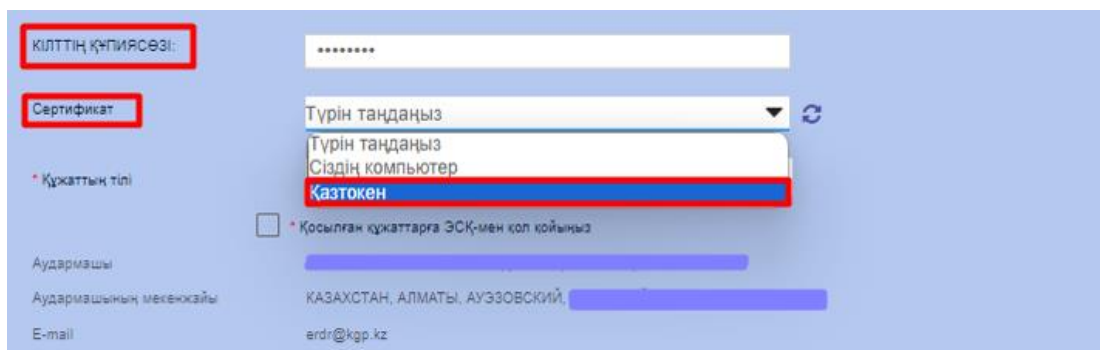 КІЛТТІҢ ҚҰПИЯСӨЗІ: ••••••••
Сертификат Түрін таңдаңыз
Түрін таңдаңыз
Сіздің компьютер
* Құжаттың тілі
Қазтокен
* Қосылған құжаттарға ЭСҚ-мен қол қойыңыз
Аудармашы
Аудармашының мекенжайы КАЗАХСТАН, АЛМАТЫ, АУЭЗОВСКИЙ,
E-mail erdr@kgp.kz